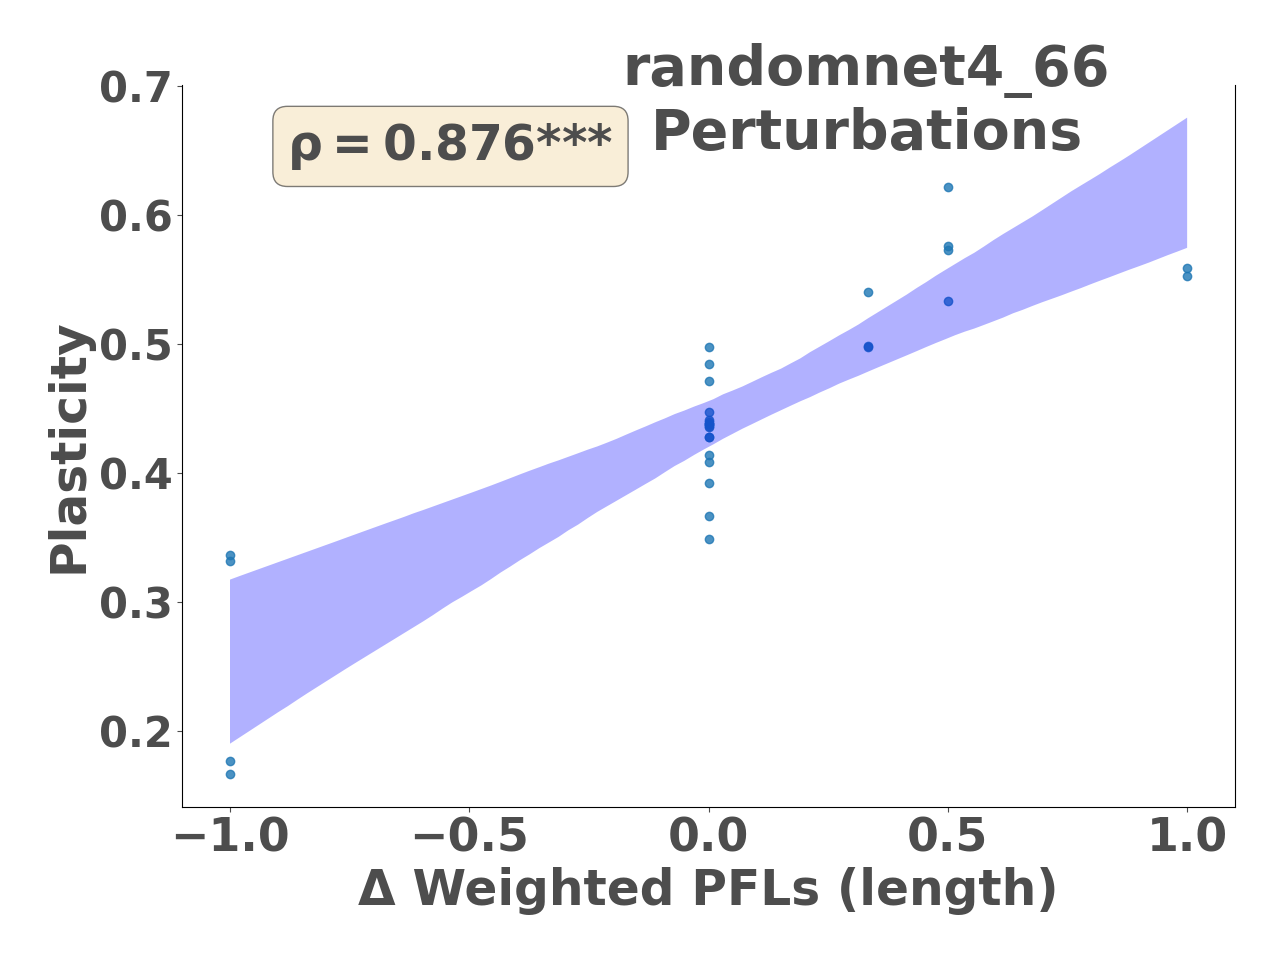 randomnet4_66
Perturbations
ρ = 0.876***
Plasticity
0.7
0.6
0.5
0.4
0.3
0.2
−1.0 −0.5 0.0 0.5 1.0
Δ Weighted PFLs (length)